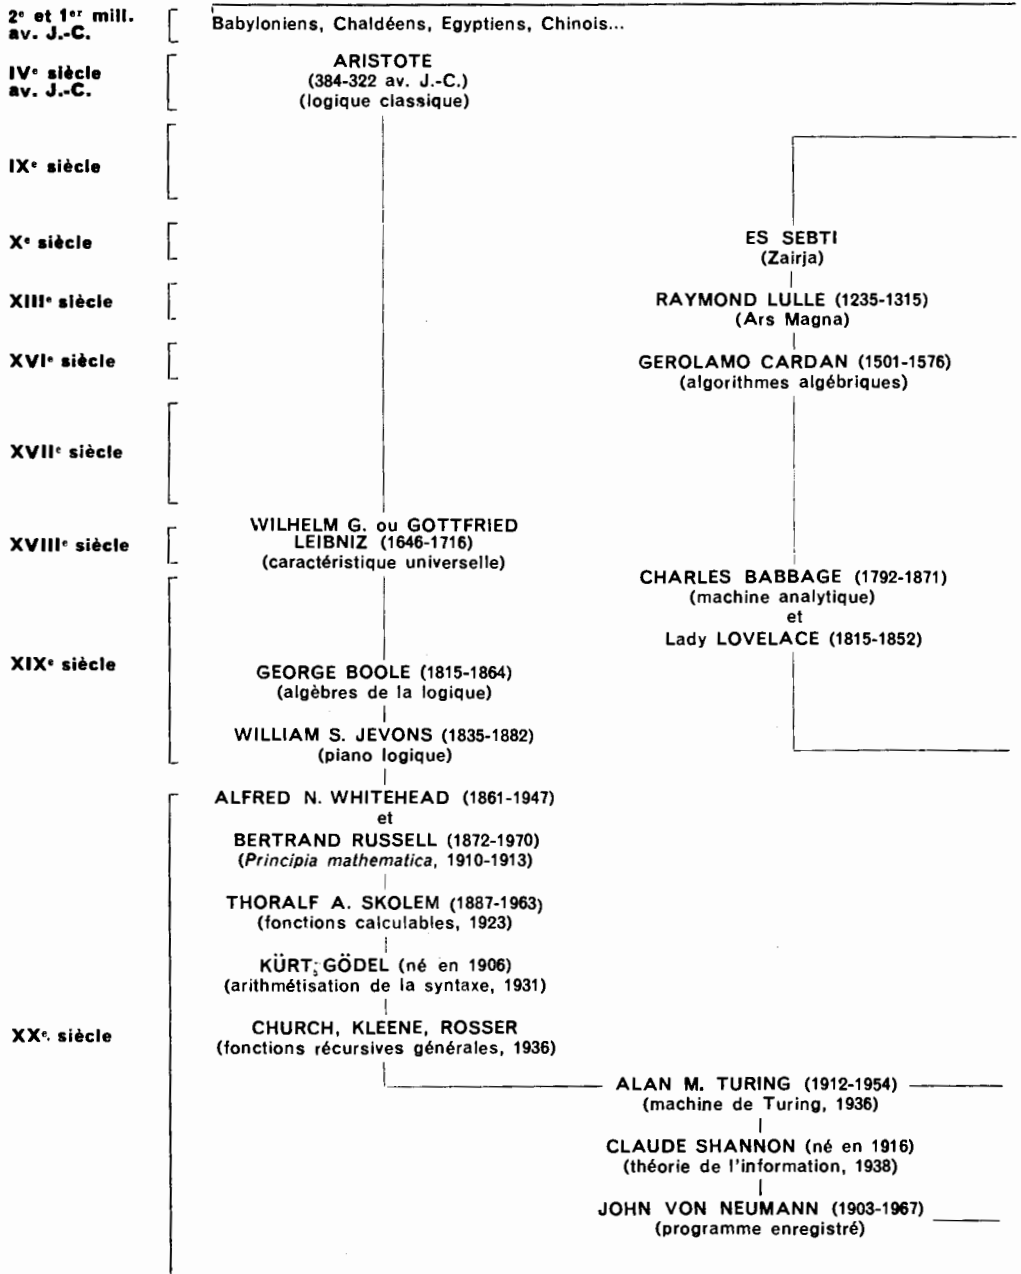 2e et 1er mill.
av. J.-C.
Babyloniens, Chaldéens, Egyptiens, Chinois...
IVe siècle
av. J.-C.
ARISTOTE
(384-322 av. J.-C.)
(logique classique)
IXe siècle
Xe siècle
ES SEBTI
(Zairja)
XIIIe siècle
RAYMOND LULLE (1235-1315)
(Ars Magna)
XVIe siècle
GEROLAMO CARDAN (1501-1576)
(algorithmes algébriques)
XVIIe siècle
XVIIIe siècle
WILHELM G. ou GOTTFRIED
LEIBNIZ (1646-1716)
(caractéristique universelle)
CHARLES BABBAGE (1792-1871)
(machine analytique)
et
Lady LOVELACE (1815-1852)
XIXe siècle
GEORGE BOOLE (1815-1864)
(algèbres de la logique)
WILLIAM S. JEVONS (1835-1882)
(piano logique)
XXe siècle
ALFRED N. WHITEHEAD (1861-1947)
et
BERTRAND RUSSELL (1872-1970)
(Principia mathematica, 1910-1913)
THORALF A. SKOLEM (1887-1963)
(fonctions calculables, 1923)
KÜRT GÖDEL (né en 1906)
(arithmétisation de la syntaxe, 1931)
CHURCH, KLEENE, ROSSER
(fonctions récursives générales, 1936)
ALAN M. TURING (1912-1954)
(machine de Turing, 1936)
CLAUDE SHANNON (né en 1916)
(théorie de l'information, 1938)
JOHN VON NEUMANN (1903-1967)
(programme enregistré)